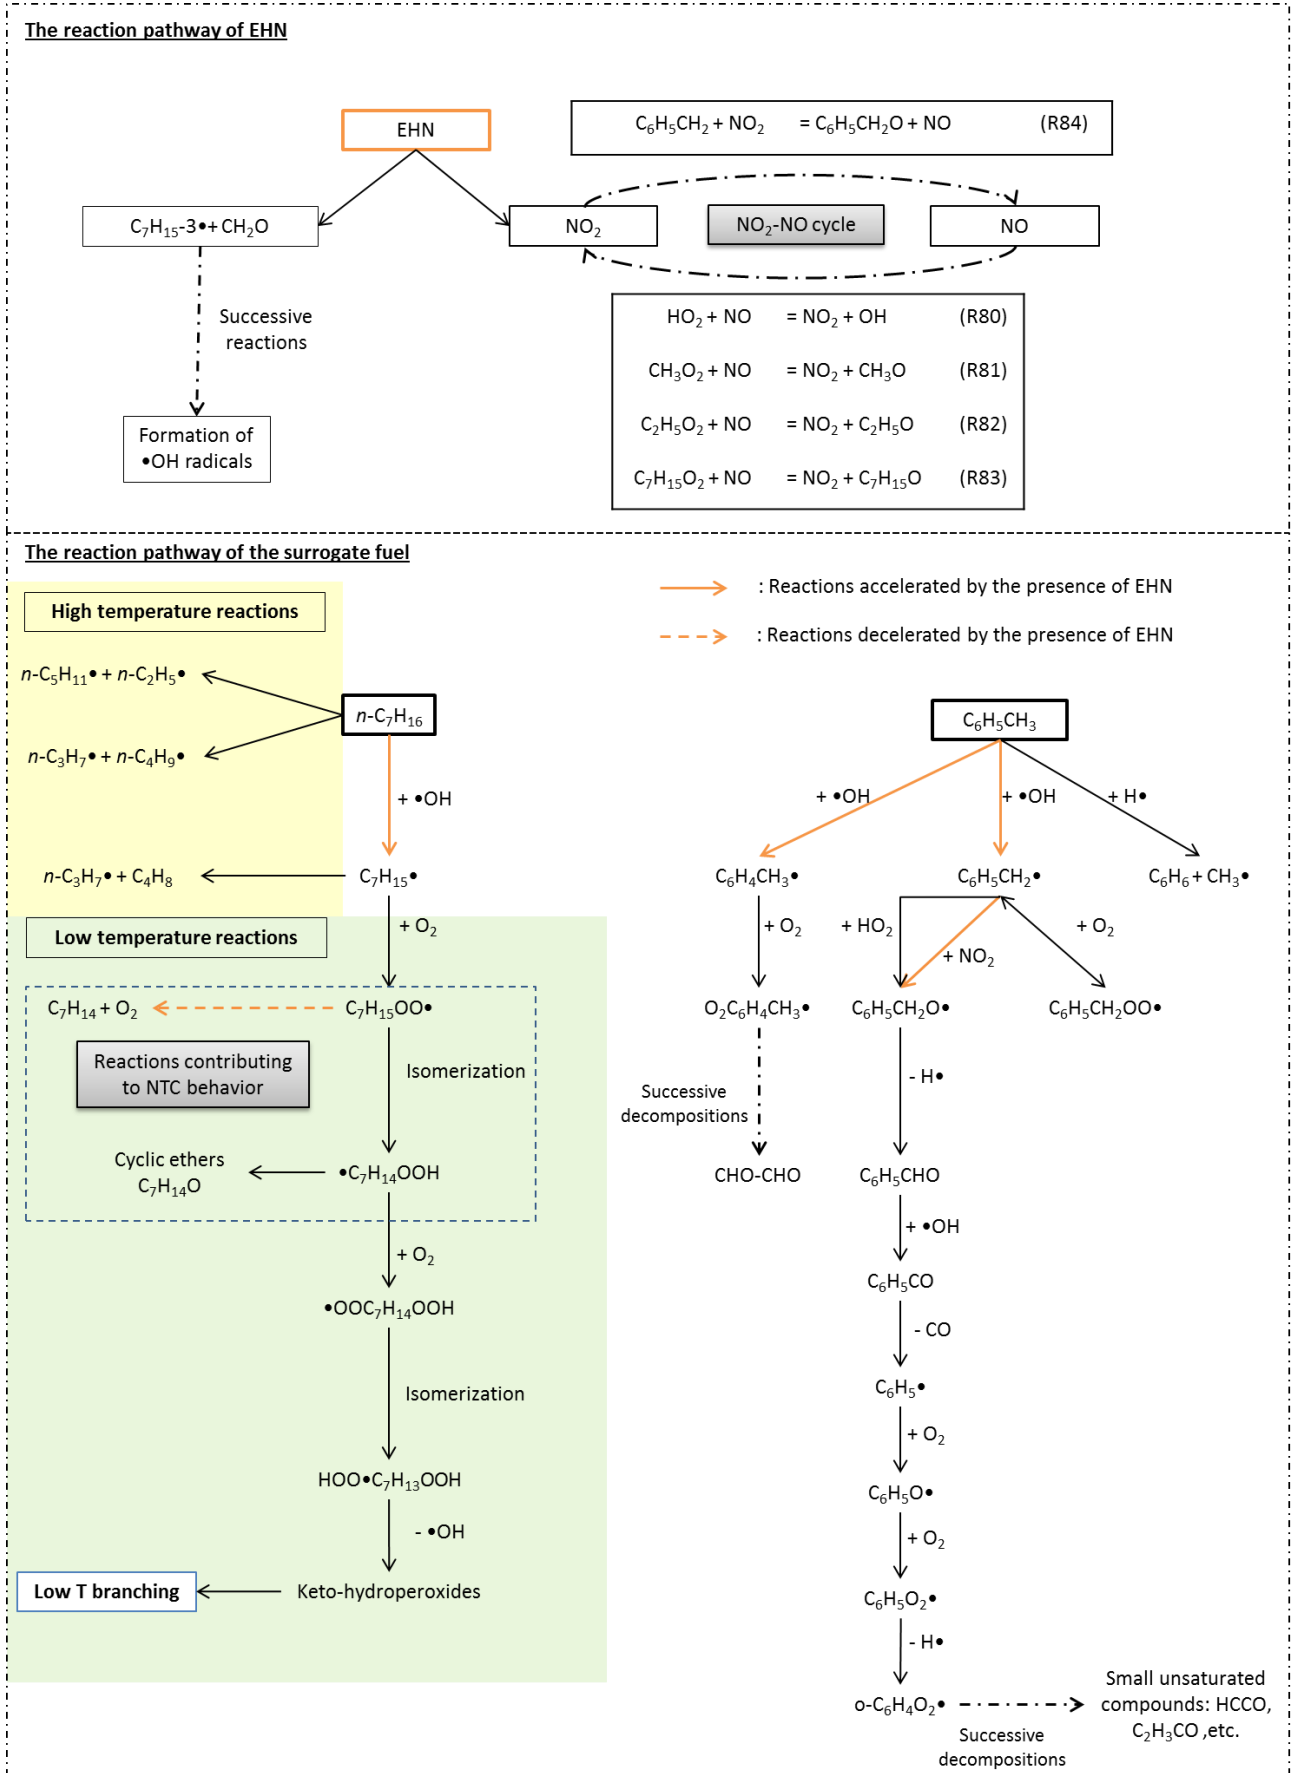 The reaction pathway of EHN
EHN
C₆H₅CH₂ + NO₂ = C₆H₅CH₂O + NO (R84)
C₇H₁₅-3•+ CH₂O
NO₂
NO₂-NO cycle
NO
Successive
reactions
Formation of
•OH radicals
HO₂ + NO = NO₂ + OH (R80)
CH₃O₂ + NO = NO₂ + CH₃O (R81)
C₂H₅O₂ + NO = NO₂ + C₂H₅O (R82)
C₇H₁₅O₂ + NO = NO₂ + C₇H₁₅O (R83)
The reaction pathway of the surrogate fuel
: Reactions accelerated by the presence of EHN
: Reactions decelerated by the presence of EHN
High temperature reactions
n-C₅H₁₁• + n-C₂H₅•
n-C₇H₁₆
n-C₃H₇• + n-C₄H₉•
+ •OH
n-C₃H₇• + C₄H₈
C₇H₁₅•
Low temperature reactions
+ O₂
C₇H₁₄ + O₂
C₇H₁₅OO•
Reactions contributing
to NTC behavior
Isomerization
Cyclic ethers
C₇H₁₄O
•C₇H₁₄OOH
+ O₂
•OOC₇H₁₄OOH
Isomerization
HOO•C₇H₁₃OOH
- •OH
Low T branching
Keto-hydroperoxides
C₆H₅CH₃
+ •OH
+ •OH
+ H•
C₆H₄CH₃•
C₆H₅CH₂•
C₆H₆ + CH₃•
+ O₂
+ HO₂
+ NO₂
+ O₂
O₂C₆H₄CH₃•
C₆H₅CH₂O•
C₆H₅CH₂OO•
Successive
decompositions
- H•
CHO-CHO
C₆H₅CHO
+ •OH
C₆H₅CO
- CO
C₆H₅•
+ O₂
C₆H₅O•
+ O₂
C₆H₅O₂•
- H•
o-C₆H₄O₂•
Successive
decompositions
Small unsaturated
compounds: HCCO,
C₂H₃CO ,etc.